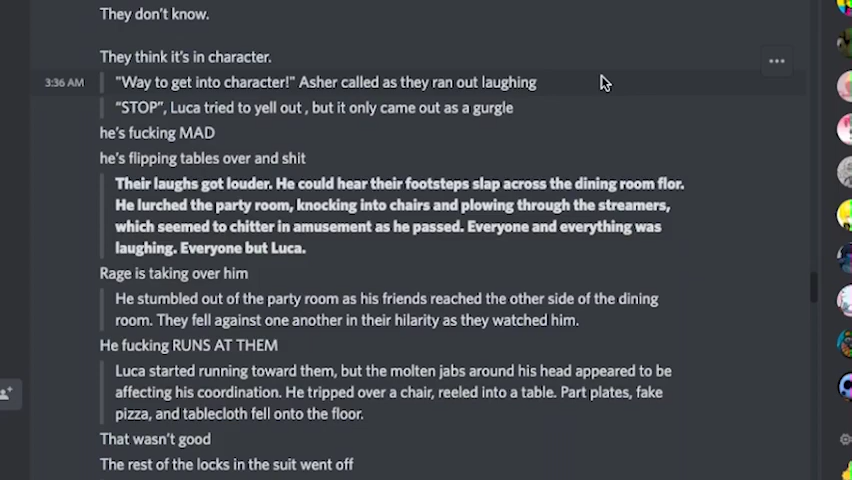 They don't know.
They think it's in character.
3:36 AM
"Way to get into character!" Asher called as they ran out laughing
“STOP”, Luca tried to yell out , but it only came out as a gurgle
he's fucking MAD
he's flipping tables over and shit
Their laughs got louder. He could hear their footsteps slap across the dining room flor.
He lurched the party room, knocking into chairs and plowing through the streamers,
which seemed to chitter in amusement as he passed. Everyone and everything was
laughing. Everyone but Luca.
Rage is taking over him
He stumbled out of the party room as his friends reached the other side of the dining
room. They fell against one another in their hilarity as they watched him.
He fucking RUNS AT THEM
Luca started running toward them, but the molten jabs around his head appeared to be
affecting his coordination. He tripped over a chair, reeled into a table. Part plates, fake
pizza, and tablecloth fell onto the floor.
That wasn't good
The rest of the locks in the suit went off